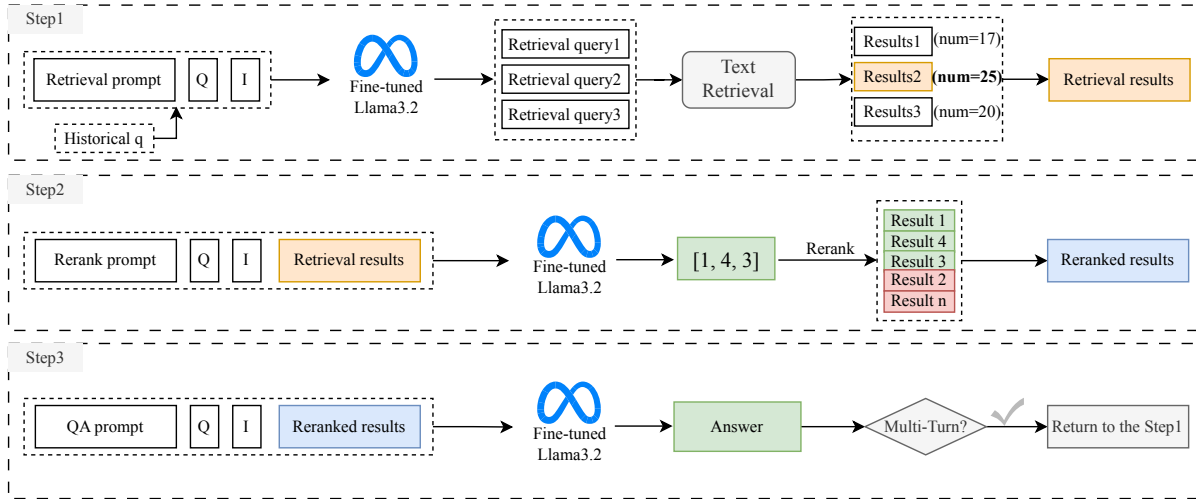 Step1
Retrieval prompt
Q
I
Historical q
Fine-tuned
Llama3.2
Retrieval query1
Retrieval query2
Retrieval query3
Text
Retrieval
Results1 (num=17)
Results2 (num=25)
Results3 (num=20)
Retrieval results
Step2
Rerank prompt
Q
I
Retrieval results
Fine-tuned
Llama3.2
[1, 4, 3]
Rerank
Result 1
Result 4
Result 3
Result 2
Result n
Reranked results
Step3
QA prompt
Q
I
Reranked results
Fine-tuned
Llama3.2
Answer
Multi-Turn?
Return to the Step1